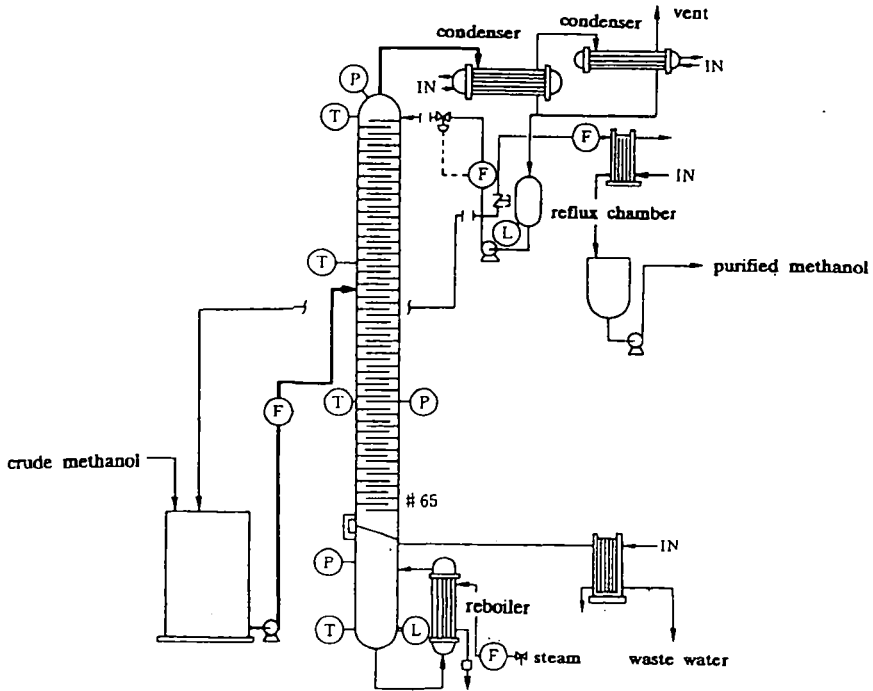 condenser
condenser
vent
P
IN
IN
T
F
F
IN
reflux chamber
L
T
purified methanol
F
T
P
crude methanol
# 65
IN
P
reboiler
T
L
F
steam
waste water